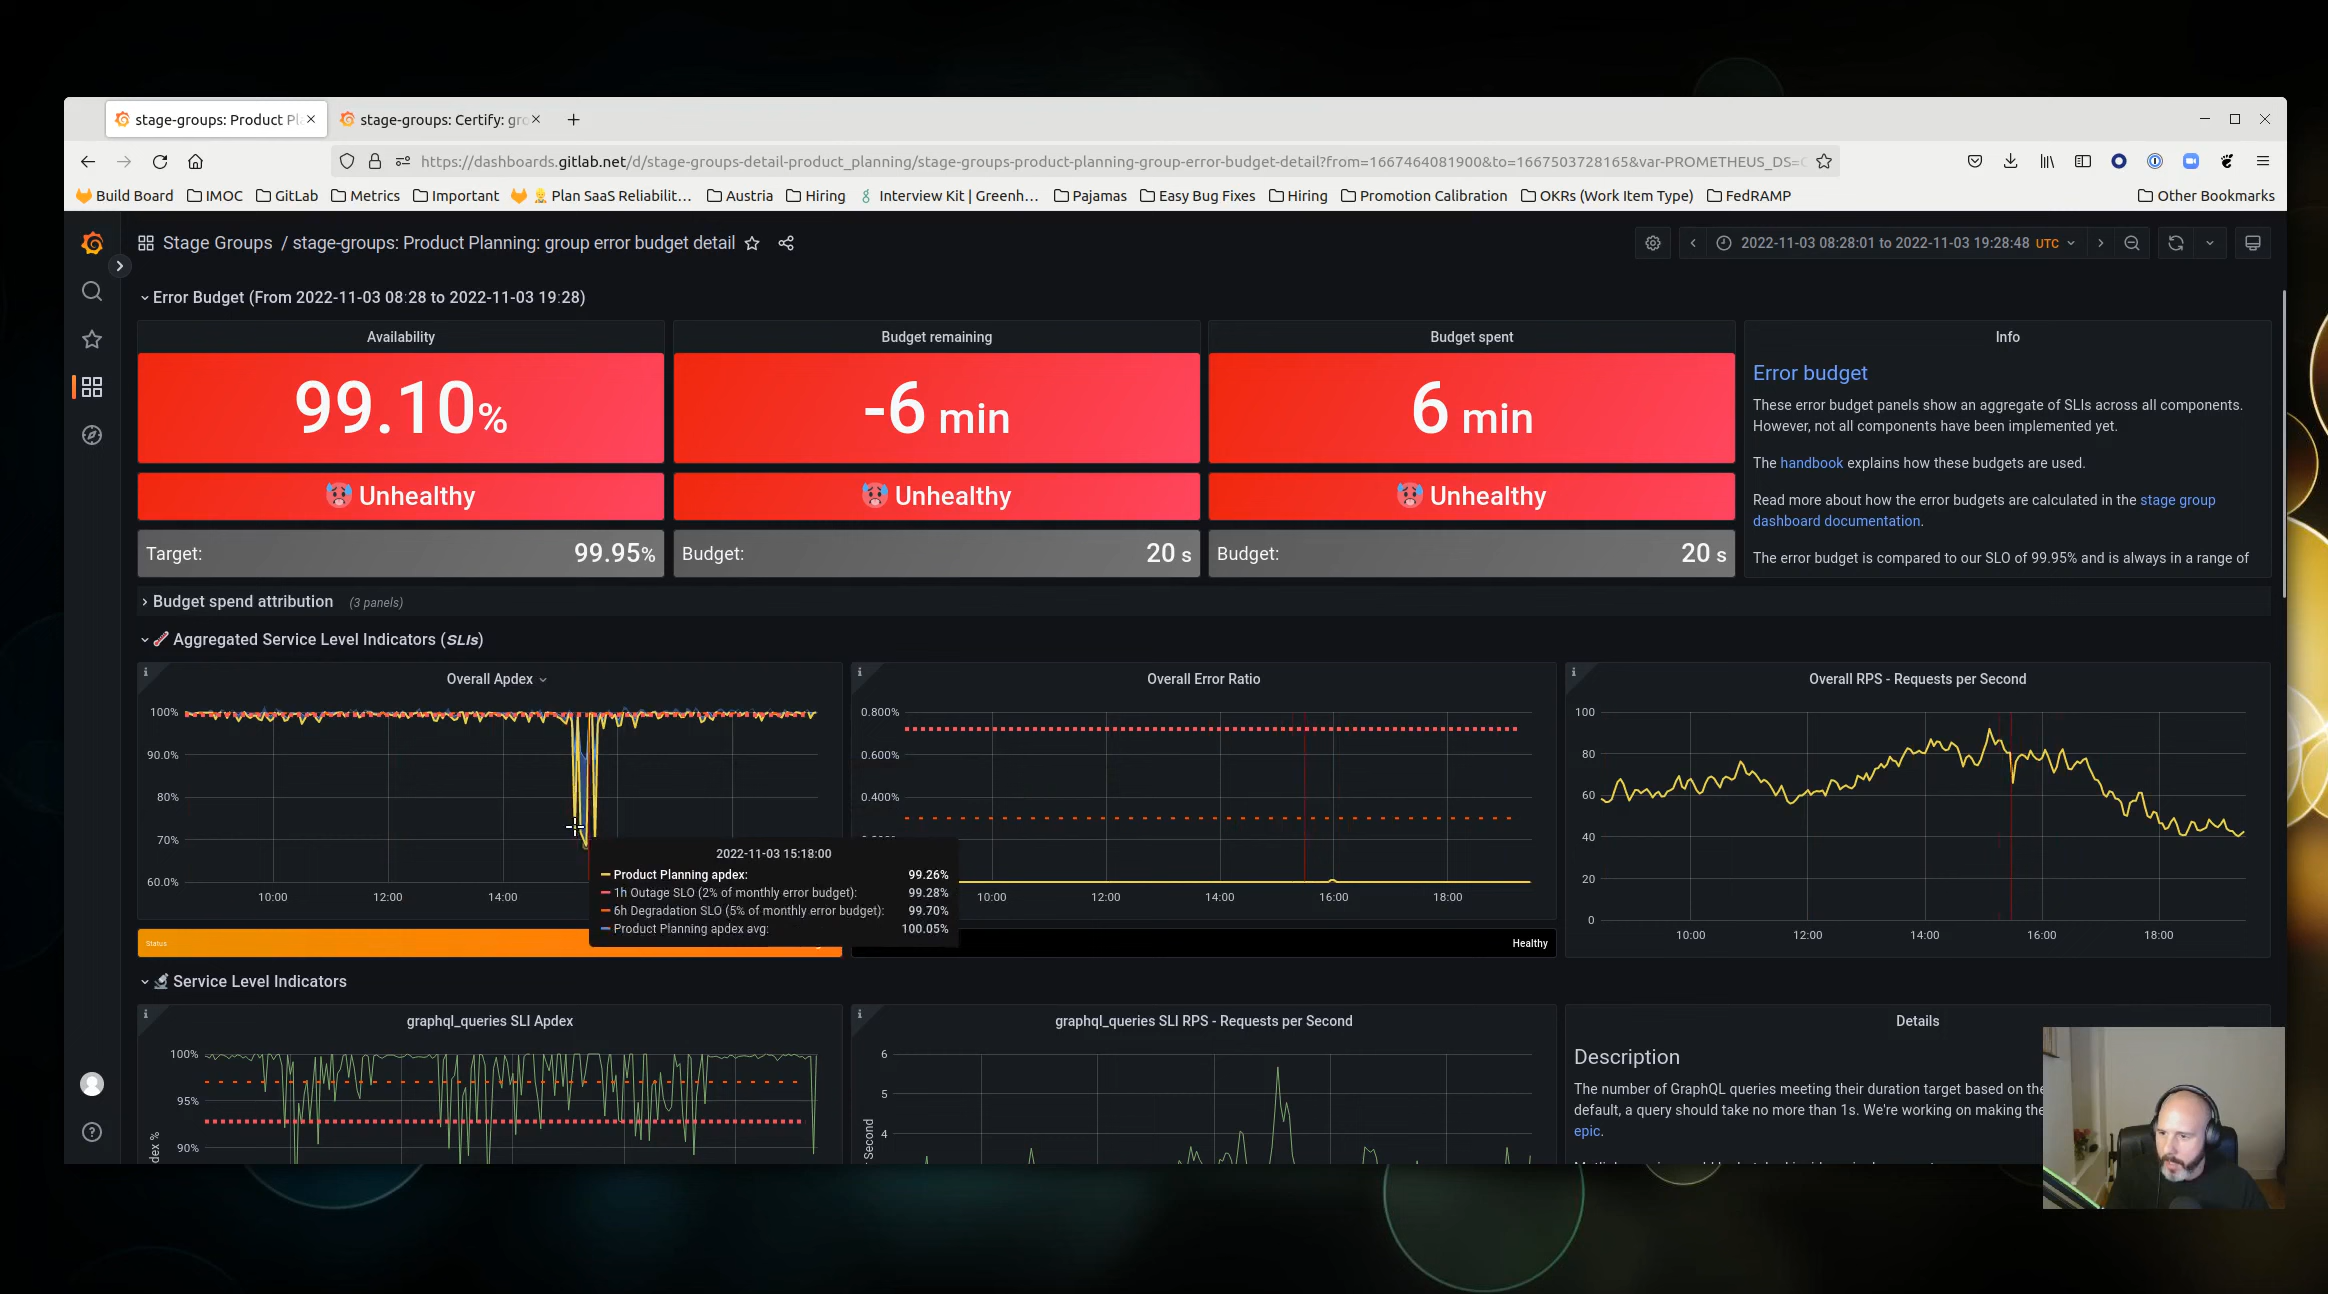 stage-groups: Product Pl
stage-groups: Certify: gro
https://dashboards.gitlab.net/d/stage-groups-detail-product_planning/stage-groups-product-planning-group-error-budget-detail?from=1667464081900&to=1667503728165&var-PROMETHEUS_DS=
Build Board IMOC GitLab Metrics Important Plan SaaS Reliabilit… Austria Hiring Interview Kit | Greenh… Pajamas Easy Bug Fixes Hiring Promotion Calibration OKRs (Work Item Type) FedRAMP Other Bookmarks
Stage Groups / stage-groups: Product Planning: group error budget detail
2022-11-03 08:28:01 to 2022-11-03 19:28:48 UTC
Error Budget (From 2022-11-03 08:28 to 2022-11-03 19:28)
Availability
99.10%
Unhealthy
Target: 99.95%
Budget remaining
-6 min
Unhealthy
Budget: 20 s
Budget spent
6 min
Unhealthy
Budget: 20 s
Info
Error budget
These error budget panels show an aggregate of SLIs across all components.
However, not all components have been implemented yet.
The handbook explains how these budgets are used.
Read more about how the error budgets are calculated in the stage group
dashboard documentation.
The error budget is compared to our SLO of 99.95% and is always in a range of
Budget spend attribution (3 panels)
Aggregated Service Level Indicators (SLIs)
Overall Apdex
100%
90.0%
80%
70%
60.0%
10:00 12:00 14:00
2022-11-03 15:18:00
Product Planning apdex: 99.26%
1h Outage SLO (2% of monthly error budget): 99.28%
6h Degradation SLO (5% of monthly error budget): 99.70%
Product Planning apdex avg: 100.05%
Status
Overall Error Ratio
0.800%
0.600%
0.400%
10:00 12:00 14:00 16:00 18:00
Healthy
Overall RPS - Requests per Second
100
80
60
40
20
0
10:00 12:00 14:00 16:00 18:00
Service Level Indicators
graphql_queries SLI Apdex
100%
95%
90%
dex %
graphql_queries SLI RPS - Requests per Second
6
5
4
Second
Details
Description
The number of GraphQL queries meeting their duration target based on the
default, a query should take no more than 1s. We're working on making the
epic.